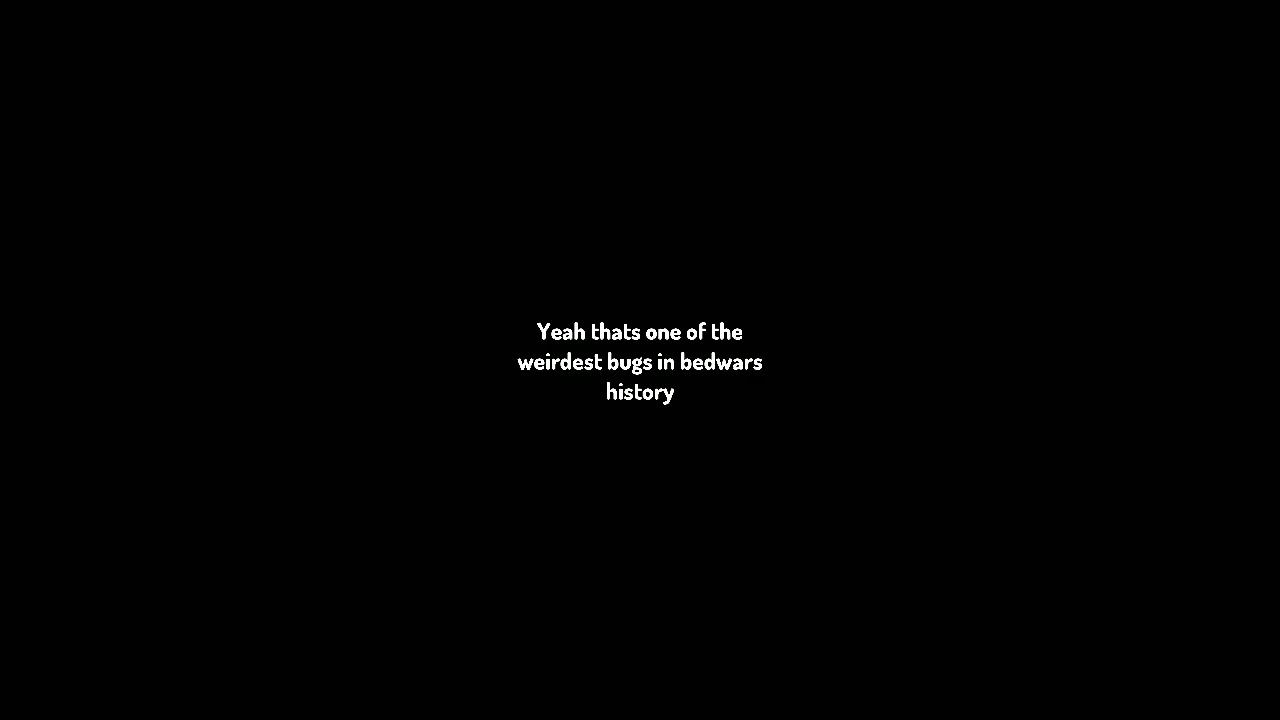 Yeah thats one of the
weirdest bugs in bedwars
history